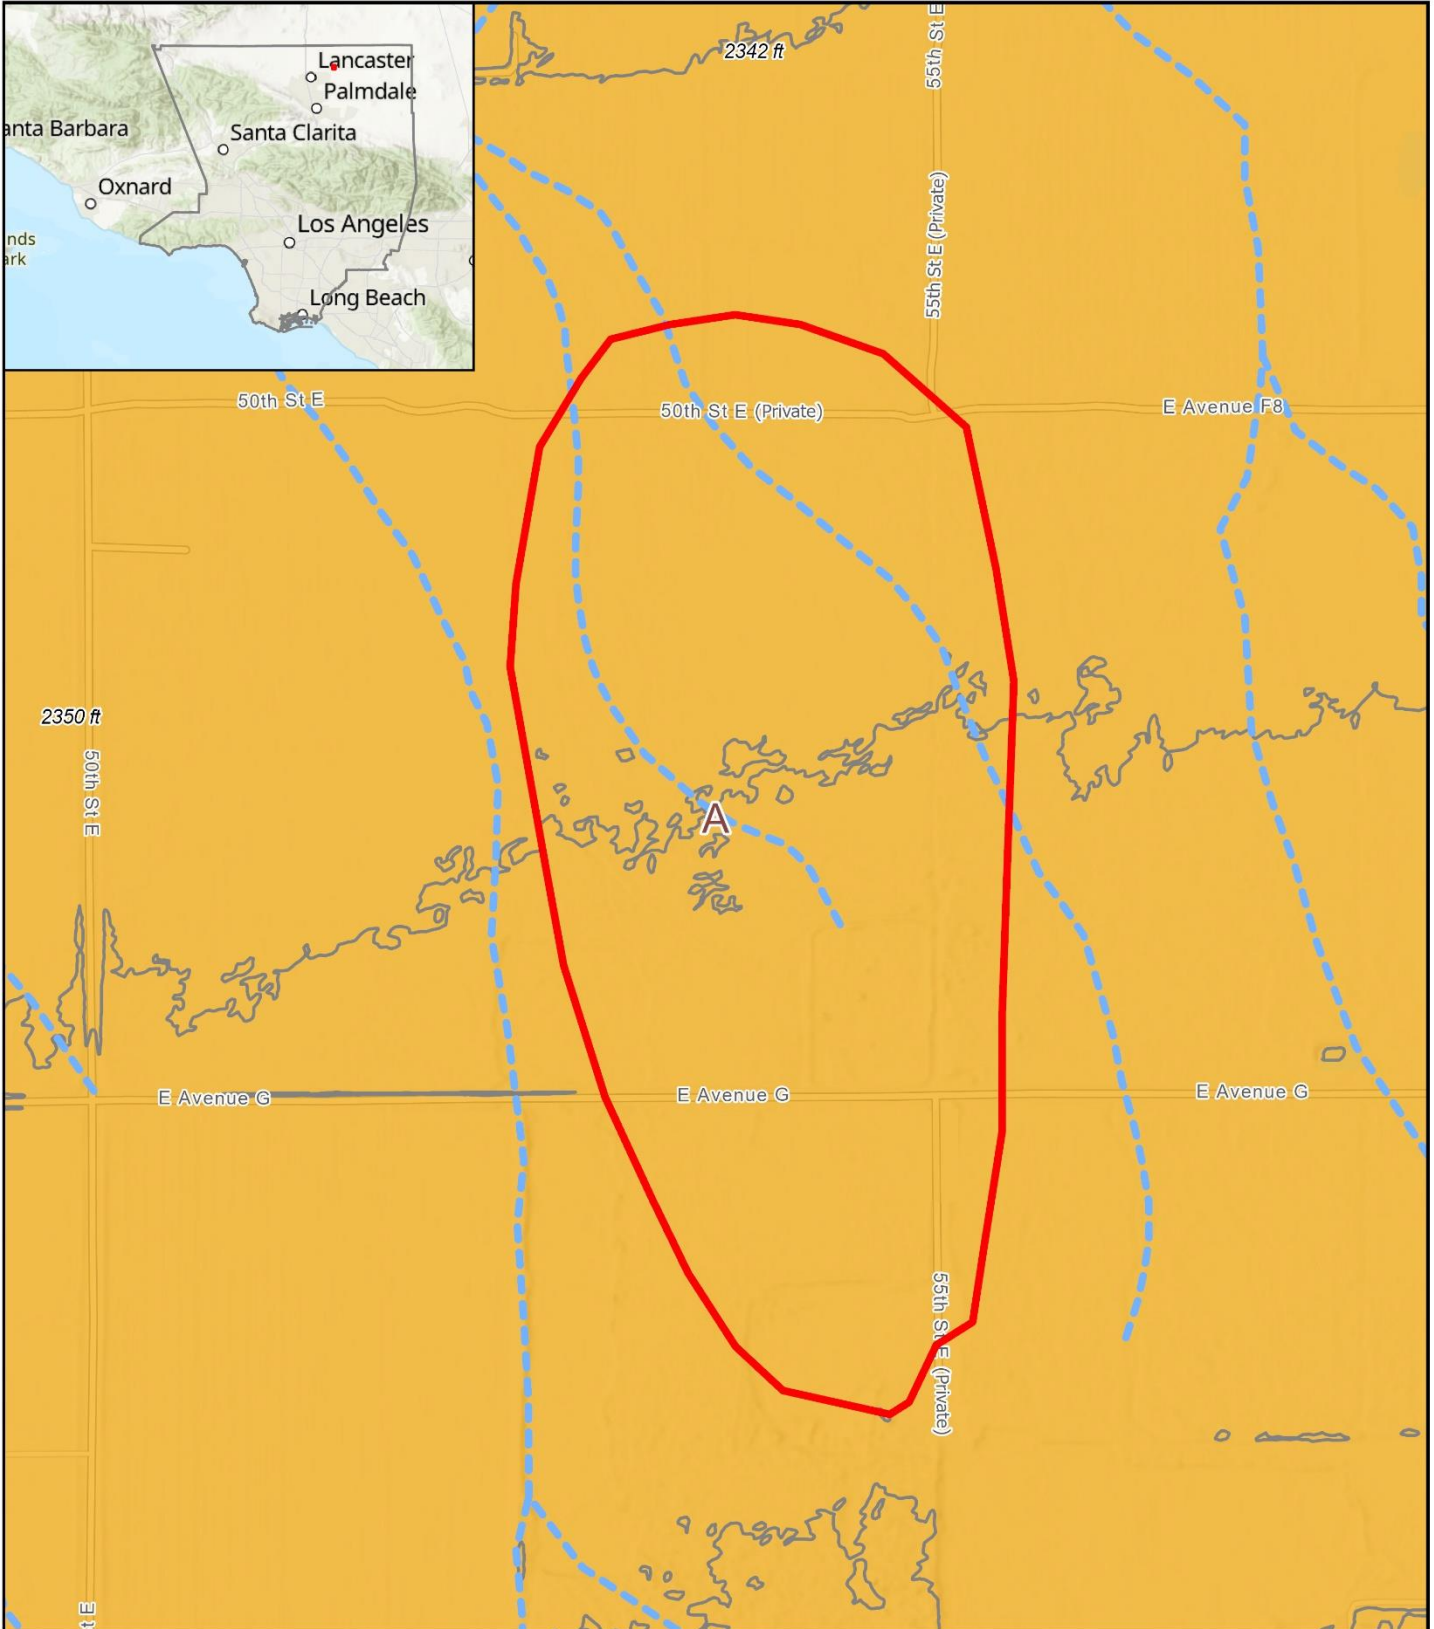 Lancaster
Palmdale
anta Barbara
Santa Clarita
Oxnard
Los Angeles
nds
ark
Long Beach
2342 ft
55th St E
55th St E (Private)
50th St E
50th St E (Private)
E Avenue F8
2350 ft
50th St E
A
E Avenue G
E Avenue G
E Avenue G
55th St E (Private)
t E